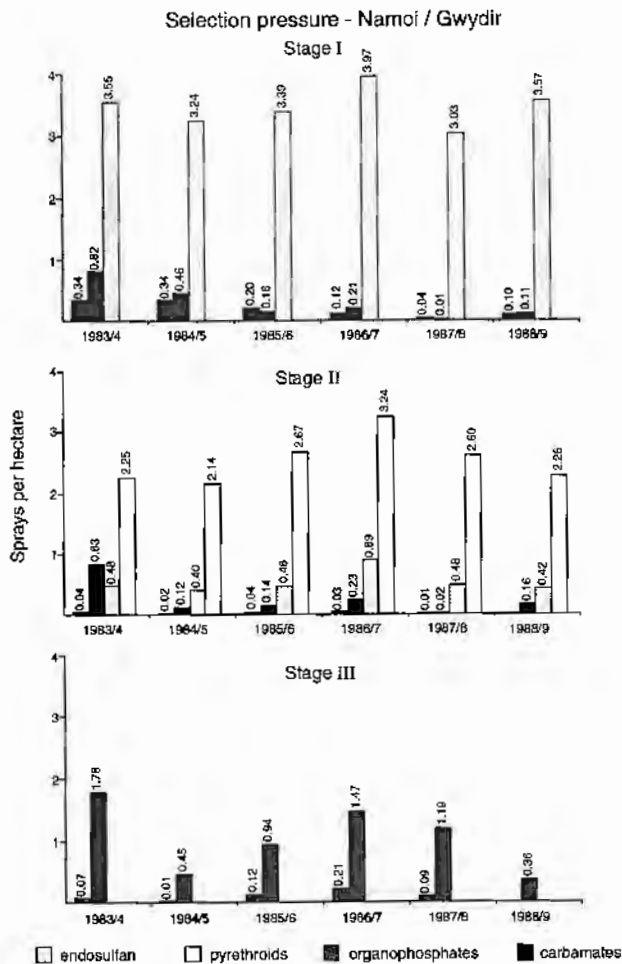 Selection pressure - Namoi / Gwydir
Stage I
4
3
2
1
0.34 0.82 3.55
0.34 0.46 3.24
0.20 0.16 3.39
0.12 0.21 3.97
0.04 0.01 3.03
0.10 0.11 3.57
1983/4 1984/5 1985/6 1986/7 1987/8 1988/9
Stage II
Sprays per hectare
4
3
2
1
0.04 0.83 0.48 2.25
0.02 0.12 0.40 2.14
0.04 0.14 0.46 2.67
0.03 0.23 0.89 3.24
0.01 0.02 0.48 2.60
0.16 0.42 2.26
1983/4 1984/5 1985/6 1986/7 1987/8 1988/9
Stage III
4
3
2
1
0.07 1.78
0.01 0.45
0.12 0.94
0.21 1.47
0.09 1.19
0.36
1983/4 1984/5 1985/6 1986/7 1987/8 1988/9
endosulfan pyrethroids organophosphates carbamates